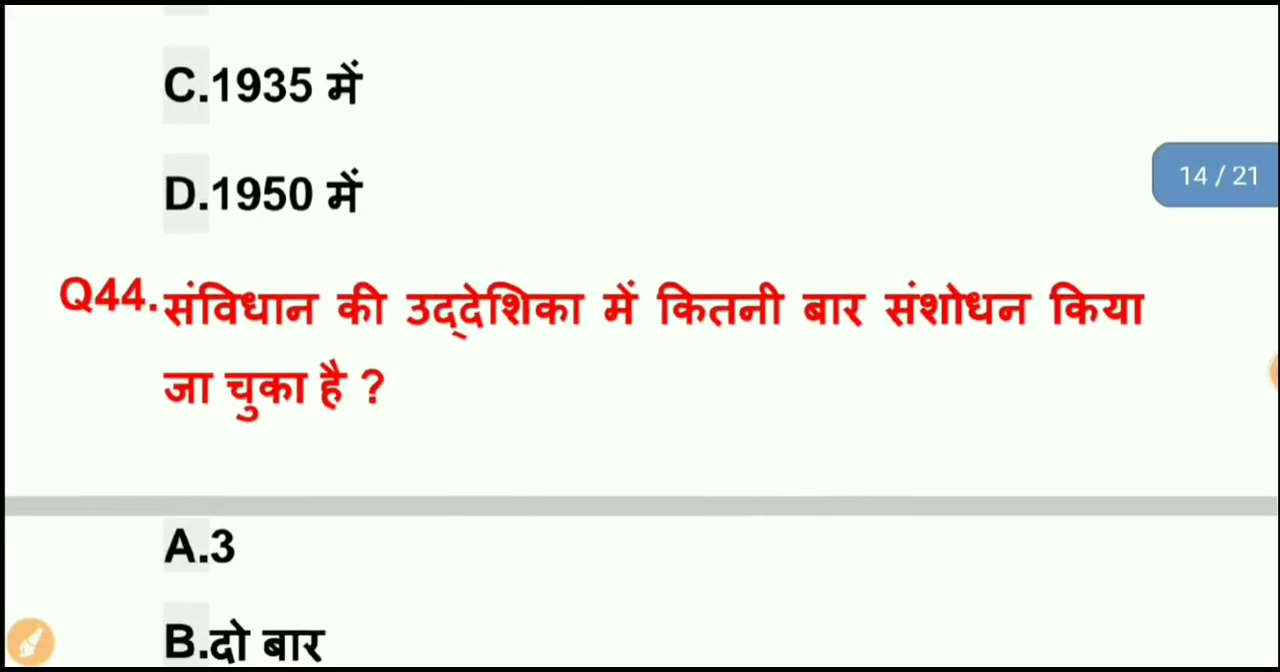 C.1935 में
D.1950 में
14 / 21
Q44.संविधान की उद्देशिका में कितनी बार संशोधन किया
जा चुका है ?
A.3
B.दो बार